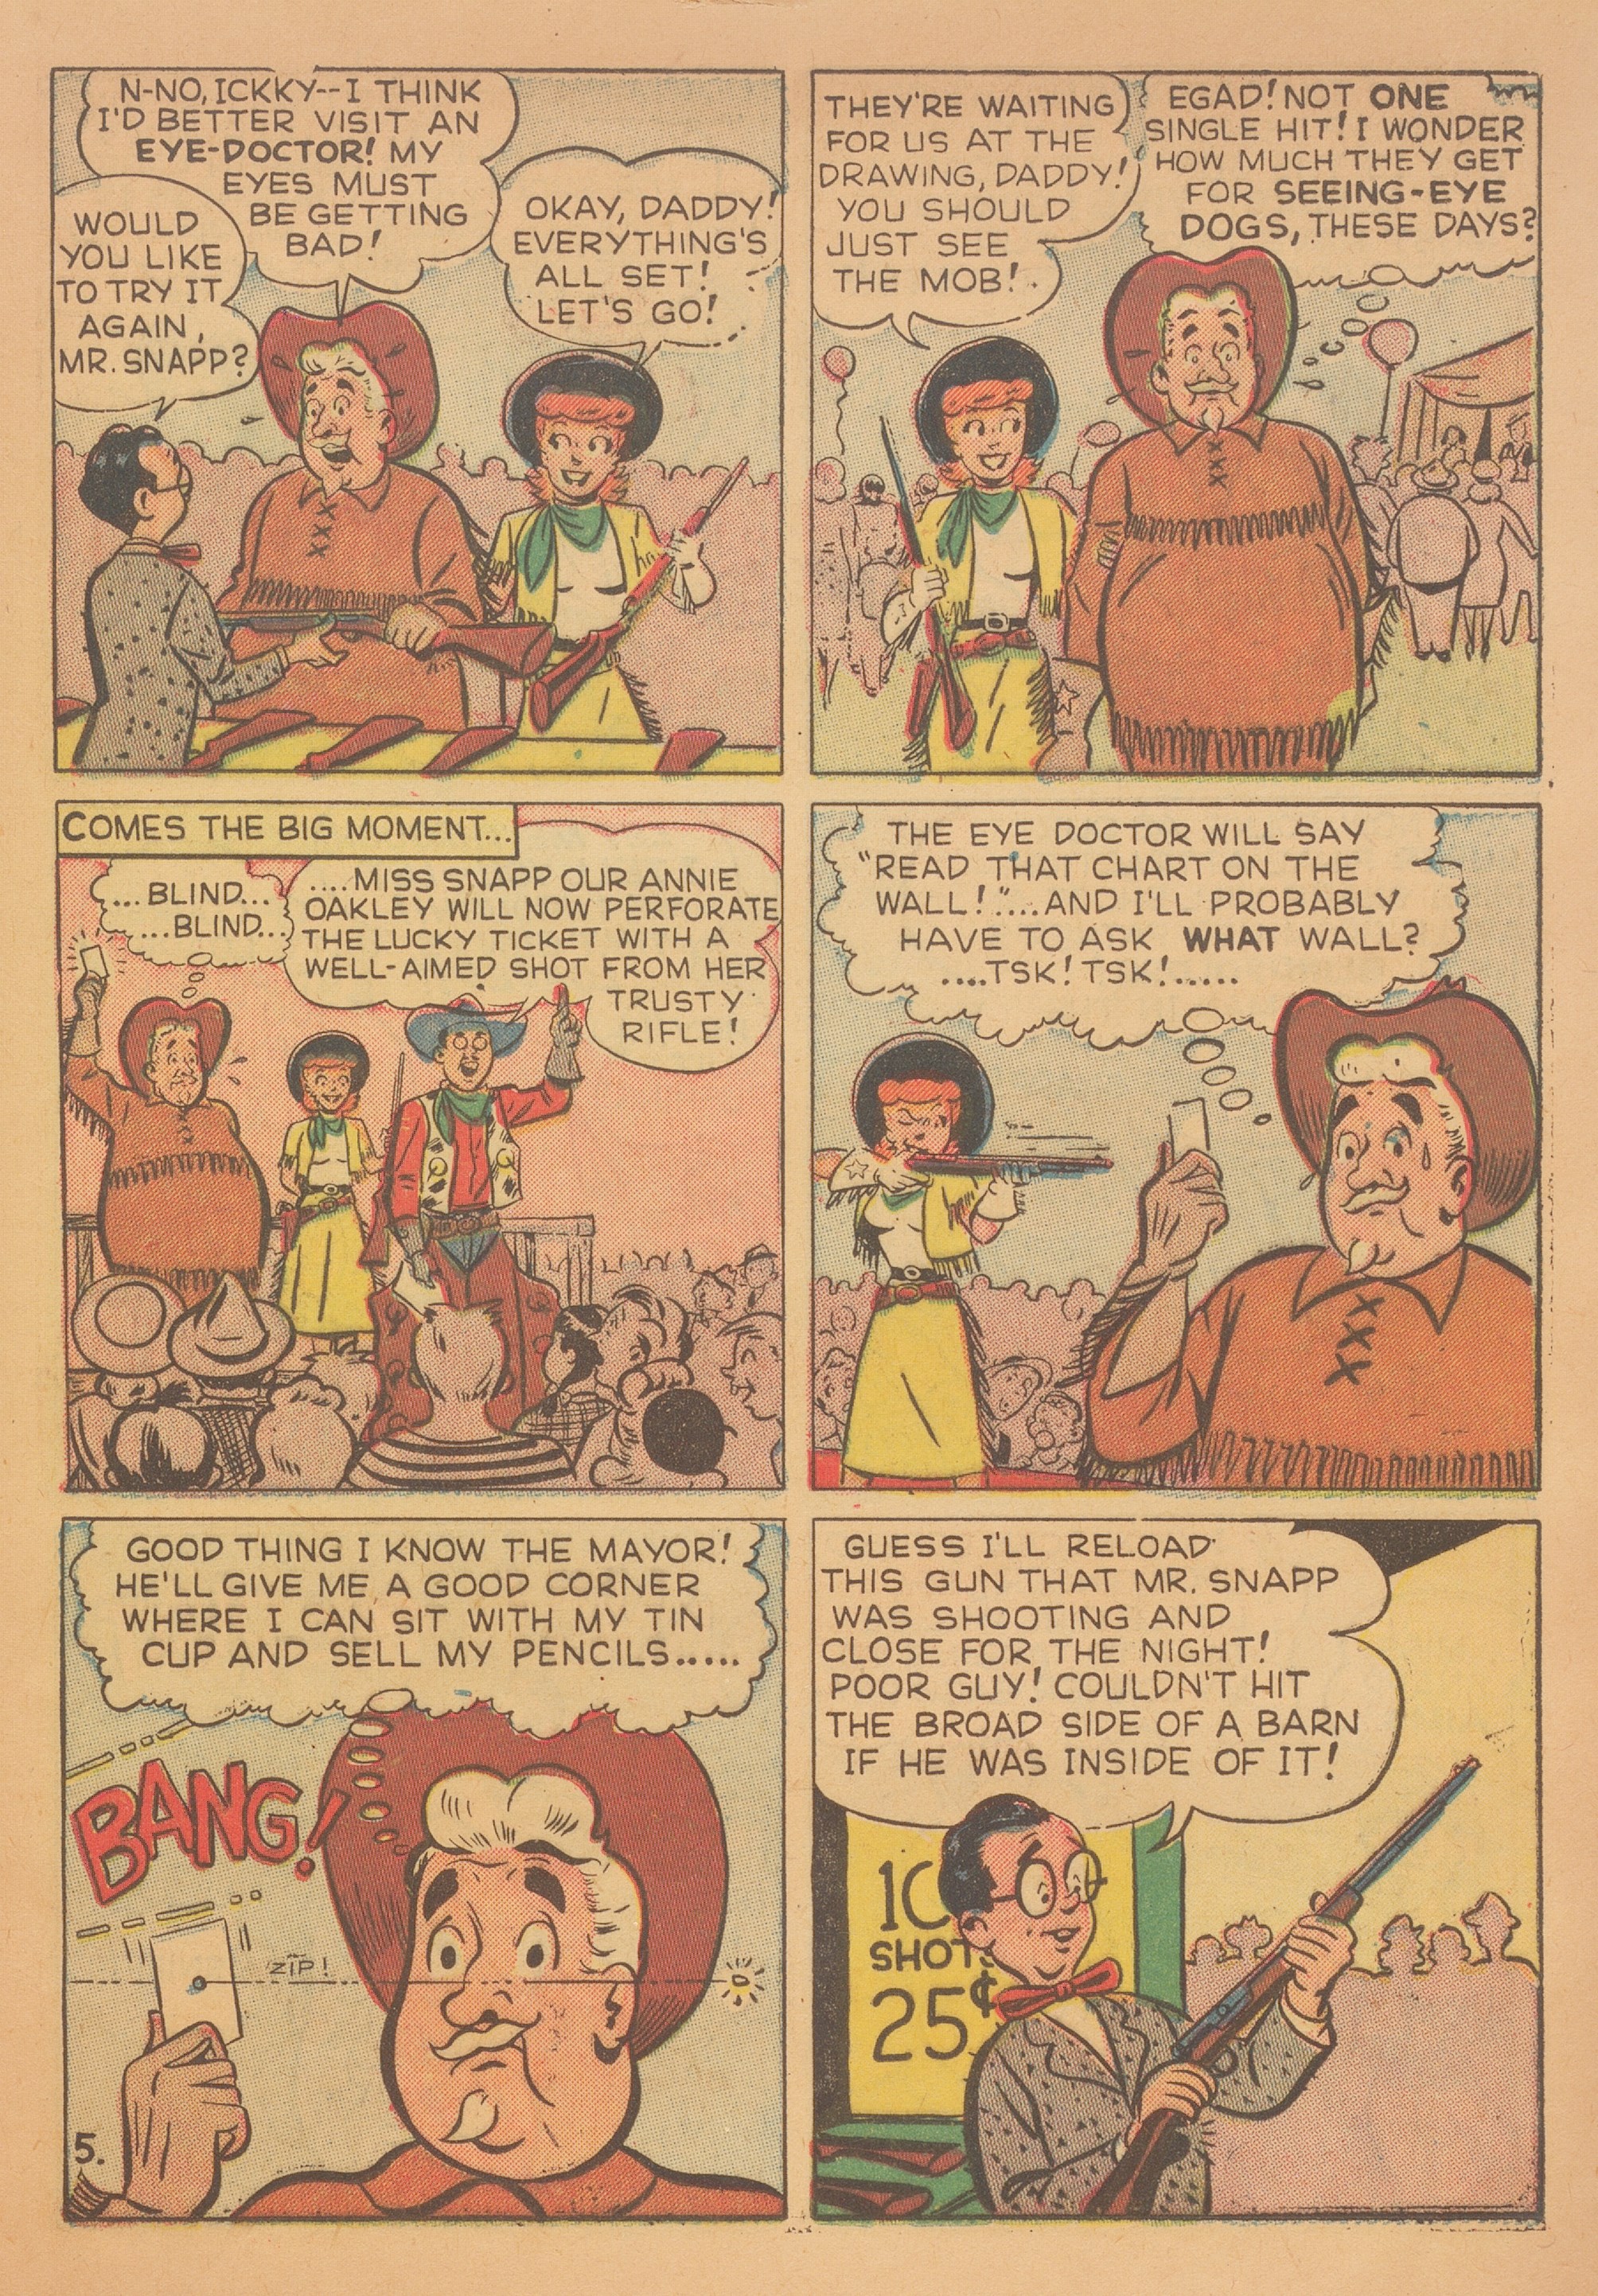 WOULD
YOU LIKE
TO TRY IT
AGAIN,
MR. SNAPP?
N-NO, ICKKY--I THINK
I'D BETTER VISIT AN
EYE-DOCTOR! MY
EYES MUST
BE GETTING
BAD!
OKAY, DADDY!
EVERYTHING'S
ALL SET!
LET'S GO!
THEY'RE WAITING
FOR US AT THE
DRAWING, DADDY!
YOU SHOULD
JUST SEE
THE MOB!
EGAD! NOT ONE
SINGLE HIT! I WONDER
HOW MUCH THEY GET
FOR SEEING-EYE
DOGS, THESE DAYS?
COMES THE BIG MOMENT...
...BLIND...
...BLIND...
....MISS SNAPP OUR ANNIE
OAKLEY WILL NOW PERFORATE
THE LUCKY TICKET WITH A
WELL-AIMED SHOT FROM HER
TRUSTY
RIFLE!
THE EYE DOCTOR WILL SAY
"READ THAT CHART ON THE
WALL!"....AND I'LL PROBABLY
HAVE TO ASK WHAT WALL?
....TSK! TSK!......
GOOD THING I KNOW THE MAYOR!
HE'LL GIVE ME A GOOD CORNER
WHERE I CAN SIT WITH MY TIN
CUP AND SELL MY PENCILS.....
BANG!
ZIP!
5.
GUESS I'LL RELOAD
THIS GUN THAT MR. SNAPP
WAS SHOOTING AND
CLOSE FOR THE NIGHT!
POOR GUY! COULDN'T HIT
THE BROAD SIDE OF A BARN
IF HE WAS INSIDE OF IT!
10
SHOTS
25¢